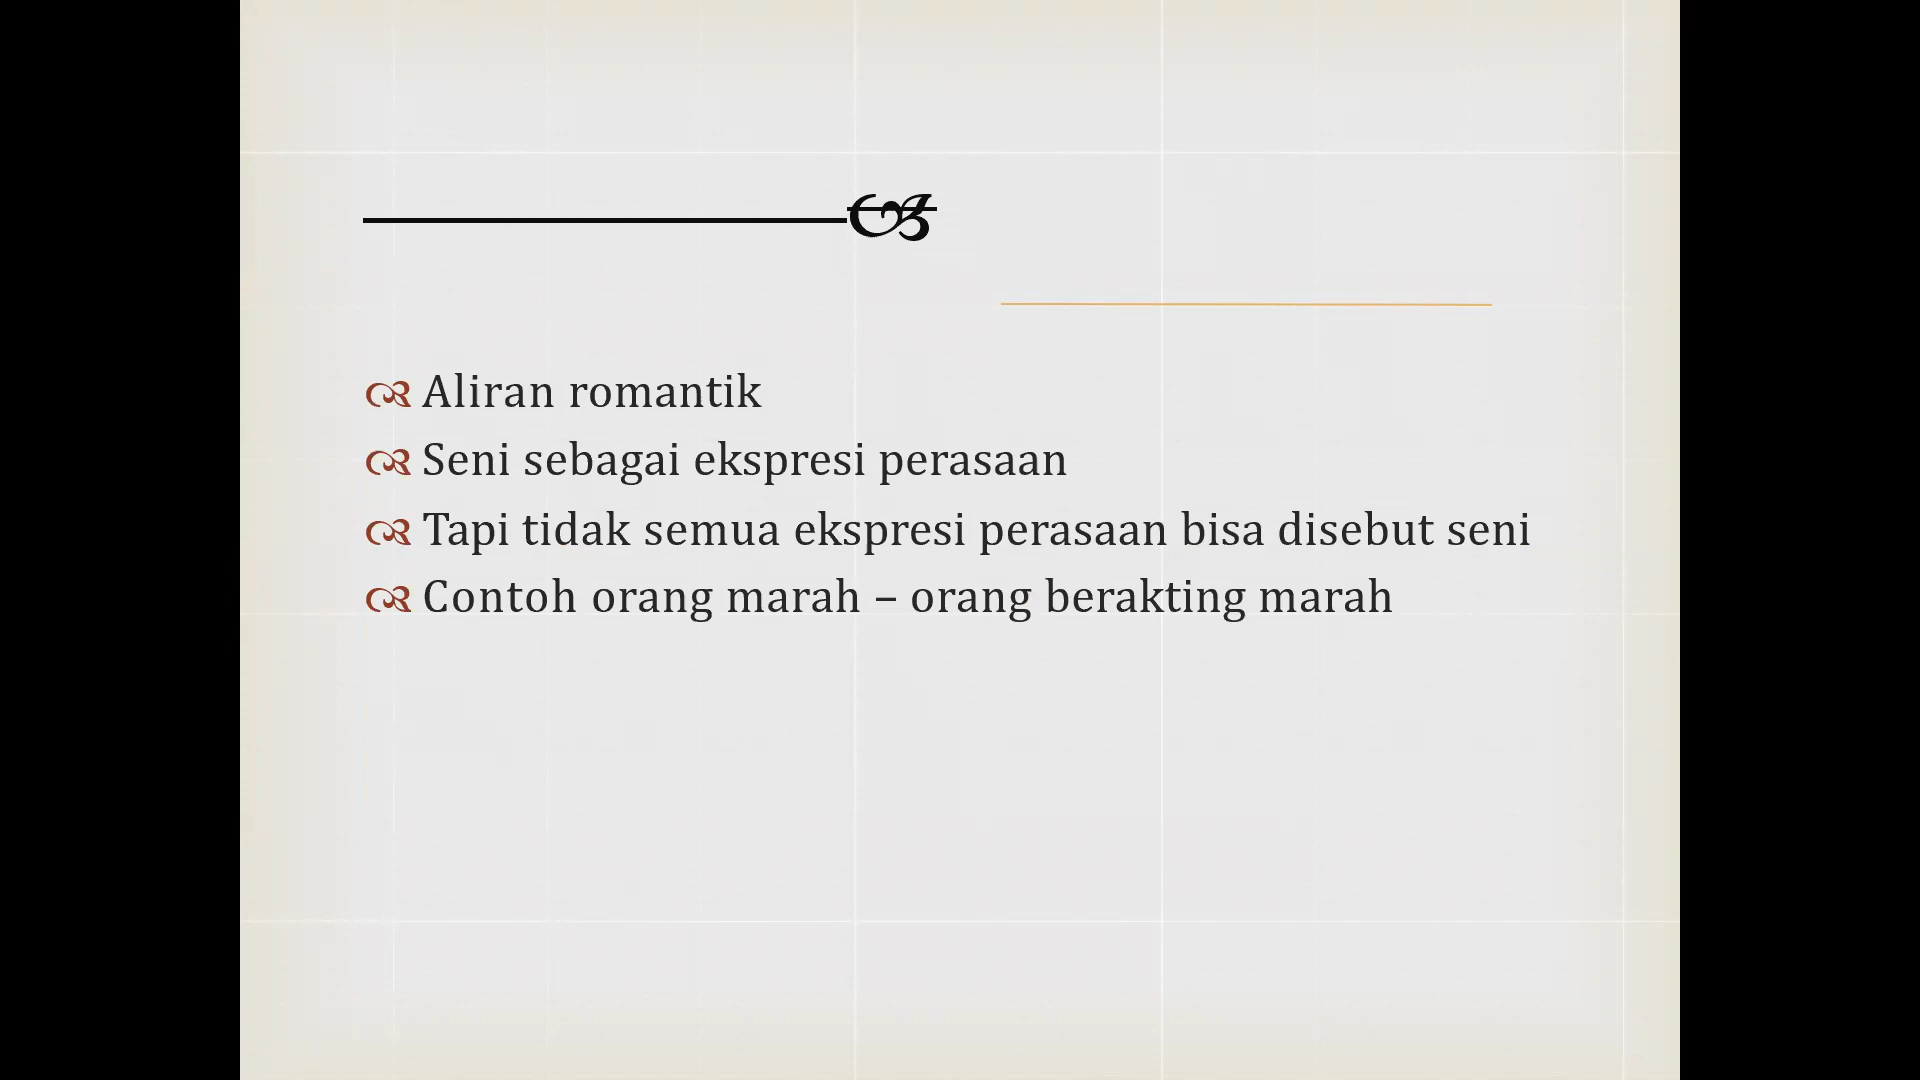 Aliran romantik
Seni sebagai ekspresi perasaan
Tapi tidak semua ekspresi perasaan bisa disebut seni
Contoh orang marah – orang berakting marah